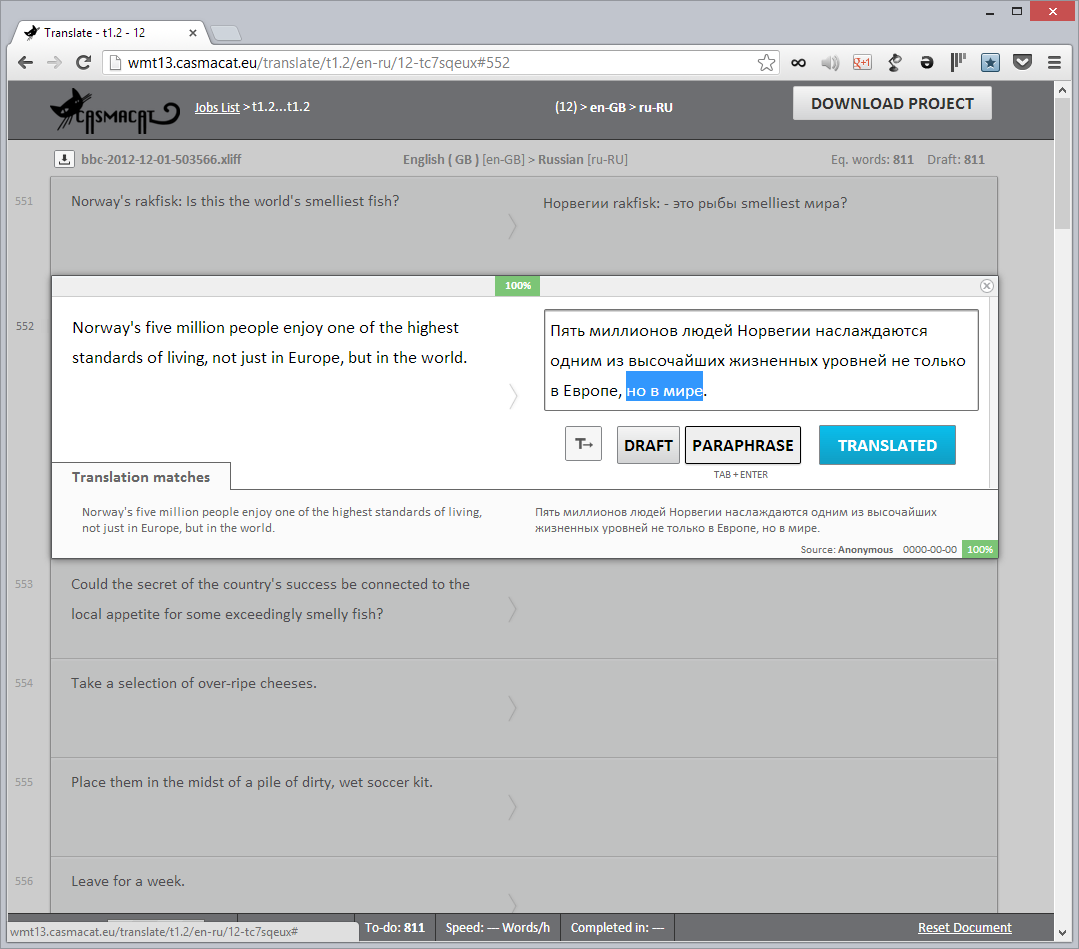 Translate - t1.2 - 12
wmt13.casmacat.eu/translate/t1.2/en-ru/12-tc7sqeux#552
CASMACAT
Jobs List > t1.2...t1.2
(12) > en-GB > ru-RU
DOWNLOAD PROJECT
bbc-2012-12-01-503566.xliff
English ( GB ) [en-GB] > Russian [ru-RU]
Eq. words: 811 Draft: 811
551
Norway's rakfisk: Is this the world's smelliest fish?
Норвегии rakfisk: - это рыбы smelliest мира?
100%
552
Norway's five million people enjoy one of the highest
standards of living, not just in Europe, but in the world.
Пять миллионов людей Норвегии наслаждаются
одним из высочайших жизненных уровней не только
в Европе, но в мире.
T→
DRAFT
PARAPHRASE
TRANSLATED
TAB + ENTER
Translation matches
Norway's five million people enjoy one of the highest standards of living,
not just in Europe, but in the world.
Пять миллионов людей Норвегии наслаждаются одним из высочайших
жизненных уровней не только в Европе, но в мире.
Source: Anonymous 0000-00-00 100%
553
Could the secret of the country's success be connected to the
local appetite for some exceedingly smelly fish?
554
Take a selection of over-ripe cheeses.
555
Place them in the midst of a pile of dirty, wet soccer kit.
556
Leave for a week.
wmt13.casmacat.eu/translate/t1.2/en-ru/12-tc7sqeux#
To-do: 811
Speed: --- Words/h
Completed in: ---
Reset Document